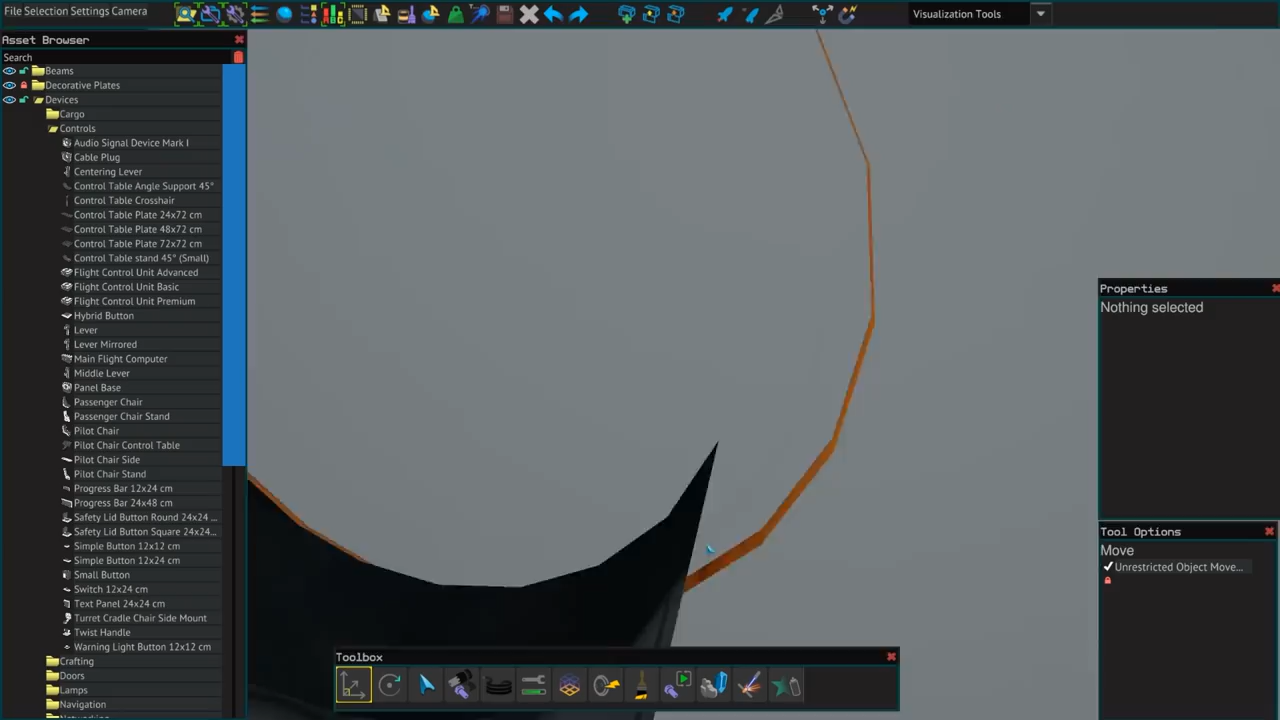 File Selection Settings Camera
Visualization Tools
Asset Browser
Search
Beams
Decorative Plates
Devices
Cargo
Controls
Audio Signal Device Mark I
Cable Plug
Centering Lever
Control Table Angle Support 45°
Control Table Crosshair
Control Table Plate 24x72 cm
Control Table Plate 48x72 cm
Control Table Plate 72x72 cm
Control Table stand 45° (Small)
Flight Control Unit Advanced
Flight Control Unit Basic
Flight Control Unit Premium
Hybrid Button
Lever
Lever Mirrored
Main Flight Computer
Middle Lever
Panel Base
Passenger Chair
Passenger Chair Stand
Pilot Chair
Pilot Chair Control Table
Pilot Chair Side
Pilot Chair Stand
Progress Bar 12x24 cm
Progress Bar 24x48 cm
Safety Lid Button Round 24x24 ...
Safety Lid Button Square 24x24...
Simple Button 12x12 cm
Simple Button 12x24 cm
Small Button
Switch 12x24 cm
Text Panel 24x24 cm
Turret Cradle Chair Side Mount
Twist Handle
Warning Light Button 12x12 cm
Crafting
Doors
Lamps
Navigation
Properties
Nothing selected
Tool Options
Move
Unrestricted Object Move...
Toolbox